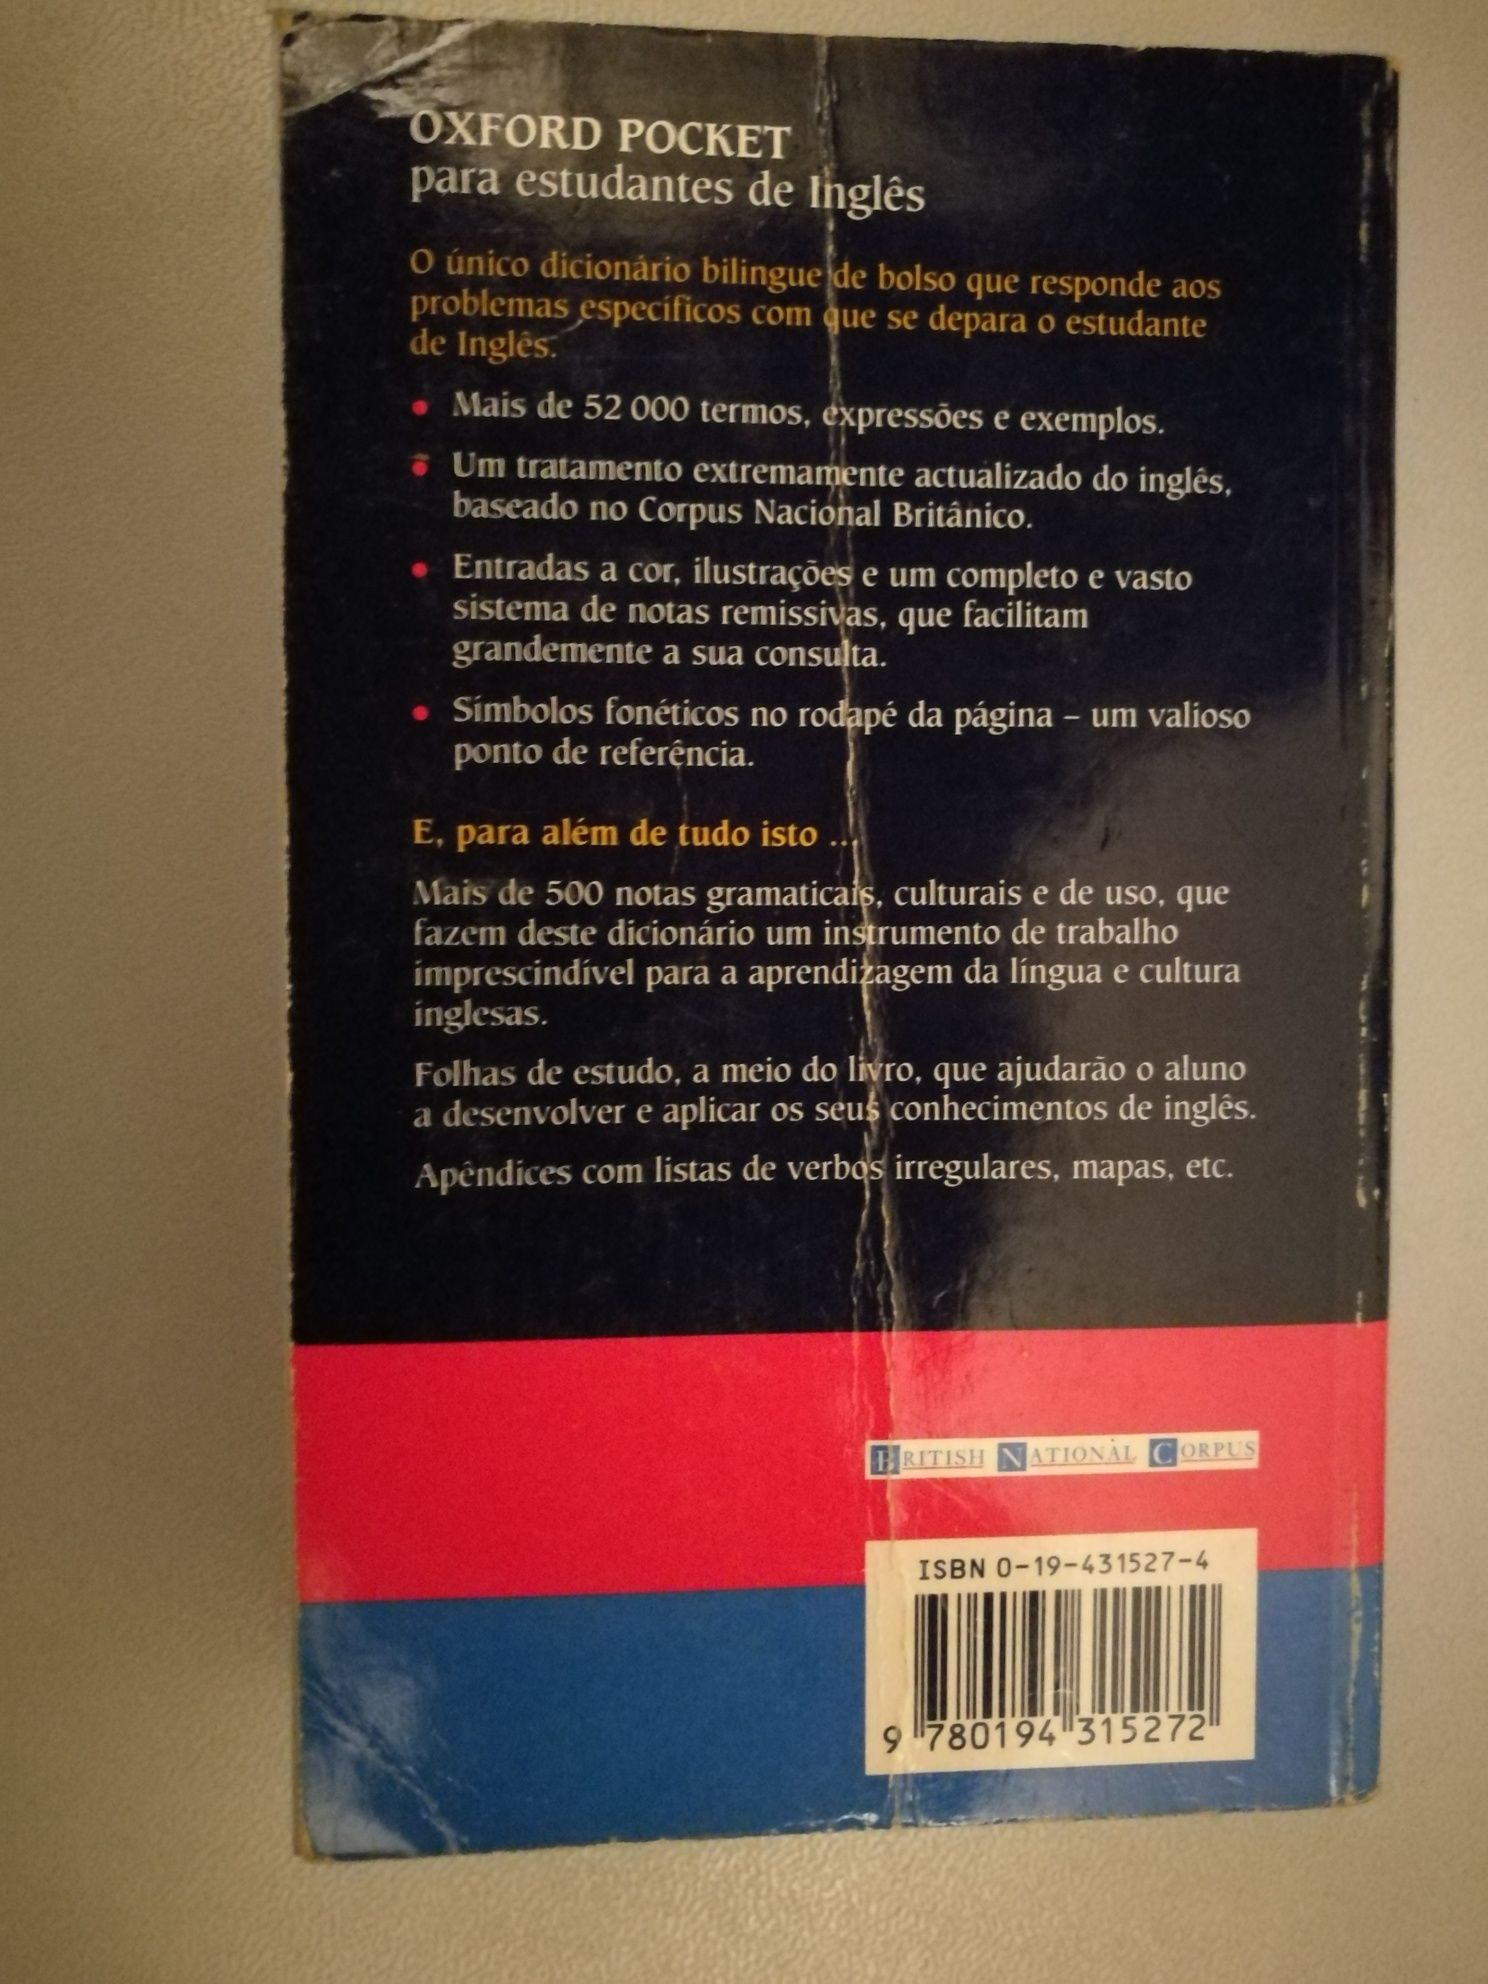 OXFORD POCKET
para estudantes de Inglês
O único dicionário bilingue de bolso que responde aos
problemas específicos com que se depara o estudante
de Inglês.
• Mais de 52 000 termos, expressões e exemplos.
• Um tratamento extremamente actualizado do inglês,
baseado no Corpus Nacional Britânico.
• Entradas a cor, ilustrações e um completo e vasto
sistema de notas remissivas, que facilitam
grandemente a sua consulta.
• Símbolos fonéticos no rodapé da página – um valioso
ponto de referência.
E, para além de tudo isto ...
Mais de 500 notas gramaticais, culturais e de uso, que
fazem deste dicionário um instrumento de trabalho
imprescindível para a aprendizagem da língua e cultura
inglesas.
Folhas de estudo, a meio do livro, que ajudarão o aluno
a desenvolver e aplicar os seus conhecimentos de inglês.
Apêndices com listas de verbos irregulares, mapas, etc.
BRITISH NATIONAL CORPUS
ISBN 0-19-431527-4
9 780194 315272